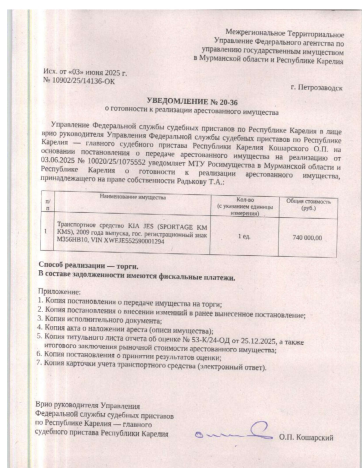 Межрегиональное Территориальное
Управление Федерального агентства по
управлению государственным имуществом
в Мурманской области и Республике Карелия
Исх. от «03» июня 2025 г.
№ 10902/25/14136-ОК
г. Петрозаводск
УВЕДОМЛЕНИЕ № 20-36
о готовности к реализации арестованного имущества
Управление Федеральной службы судебных приставов по Республике Карелия в лице
врио руководителя Управления Федеральной службы судебных приставов по Республике
Карелия — главного судебного пристава Республики Карелия Кошарского О.П. на
основании постановления о передаче арестованного имущества на реализацию от
03.06.2025 № 10020/25/1075552 уведомляет МТУ Росимущества в Мурманской области и
Республике Карелия о готовности к реализации арестованного имущества,
принадлежащего на праве собственности Радькову Т.А.:
п/п Наименование имущества Кол-во (с указанием единицы измерения) Общая стоимость (руб.)
1 Транспортное средство KIA JES (SPORTAGE KM
KMS), 2009 года выпуска, гос. регистрационный знак
М356НВ10, VIN XWEJE552590001294 1 ед. 740 000,00
Способ реализации — торги.
В составе задолженности имеются фискальные платежи.
Приложение:
1. Копия постановления о передаче имущества на торги;
2. Копия постановления о внесении изменений в ранее вынесенное постановление;
3. Копия исполнительного документа;
4. Копия акта о наложении ареста (описи имущества);
5. Копия титульного листа отчета об оценке № 53-К/24-ОД от 25.12.2025, а также
итогового заключения рыночной стоимости арестованного имущества;
6. Копия постановления о принятии результатов оценки;
7. Копия карточки учета транспортного средства (электронный ответ).
Врио руководителя Управления
Федеральной службы судебных приставов
по Республике Карелия — главного
судебного пристава Республики Карелия
О.П. Кошарский